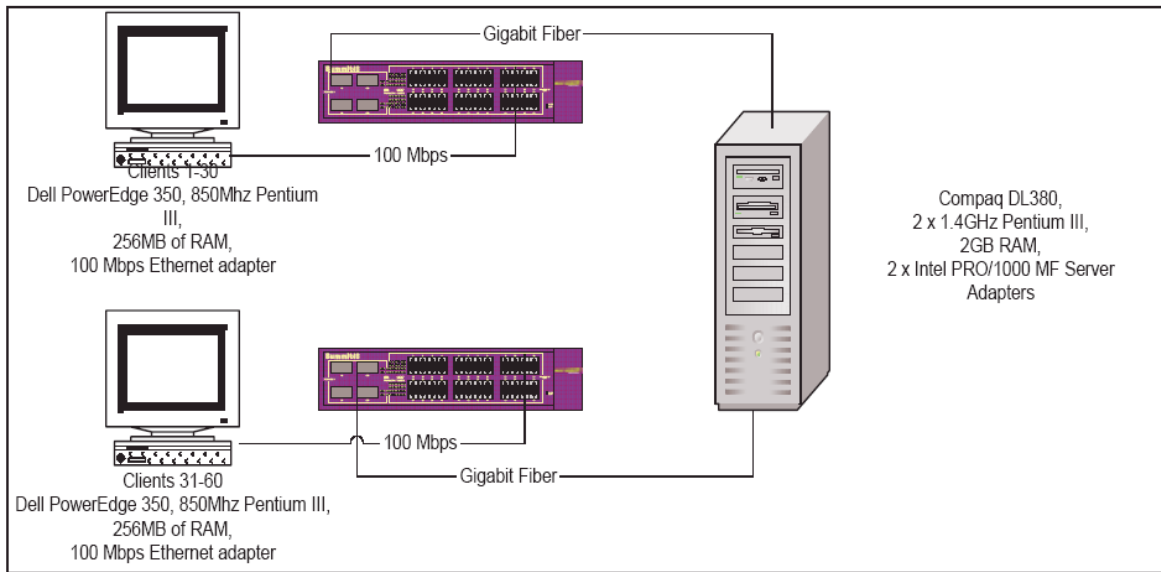 Gigabit Fiber
Summit48
100 Mbps
Clients 1-30
Dell PowerEdge 350, 850Mhz Pentium
III,
256MB of RAM,
100 Mbps Ethernet adapter
Compaq DL380,
2 x 1.4GHz Pentium III,
2GB RAM,
2 x Intel PRO/1000 MF Server
Adapters
Summit48
100 Mbps
Gigabit Fiber
Clients 31-60
Dell PowerEdge 350, 850Mhz Pentium III,
256MB of RAM,
100 Mbps Ethernet adapter